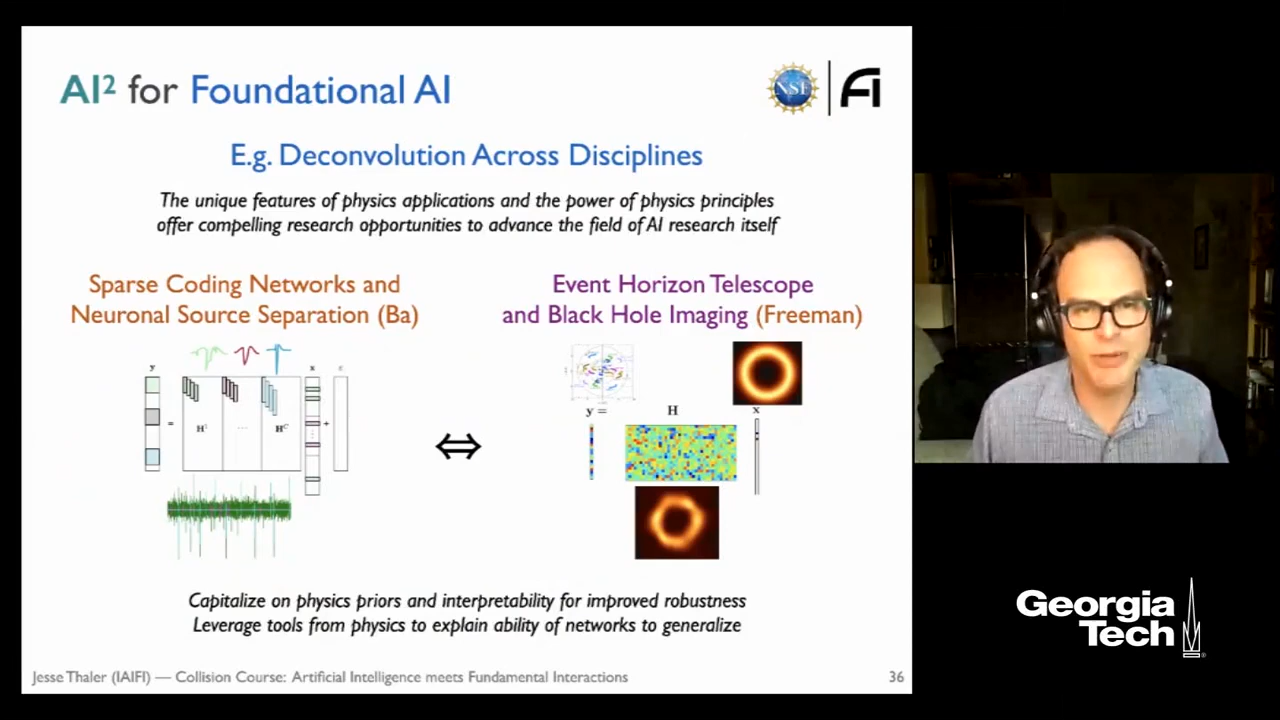 AI² for Foundational AI
NSF
FI
E.g. Deconvolution Across Disciplines
The unique features of physics applications and the power of physics principles
offer compelling research opportunities to advance the field of AI research itself
Sparse Coding Networks and
Neuronal Source Separation (Ba)
Event Horizon Telescope
and Black Hole Imaging (Freeman)
y
x
ε
=
H¹
...
Hᶜ
+
y =
H
x
⇔
Capitalize on physics priors and interpretability for improved robustness
Leverage tools from physics to explain ability of networks to generalize
Jesse Thaler (IAIFI) — Collision Course: Artificial Intelligence meets Fundamental Interactions
36
Georgia
Tech